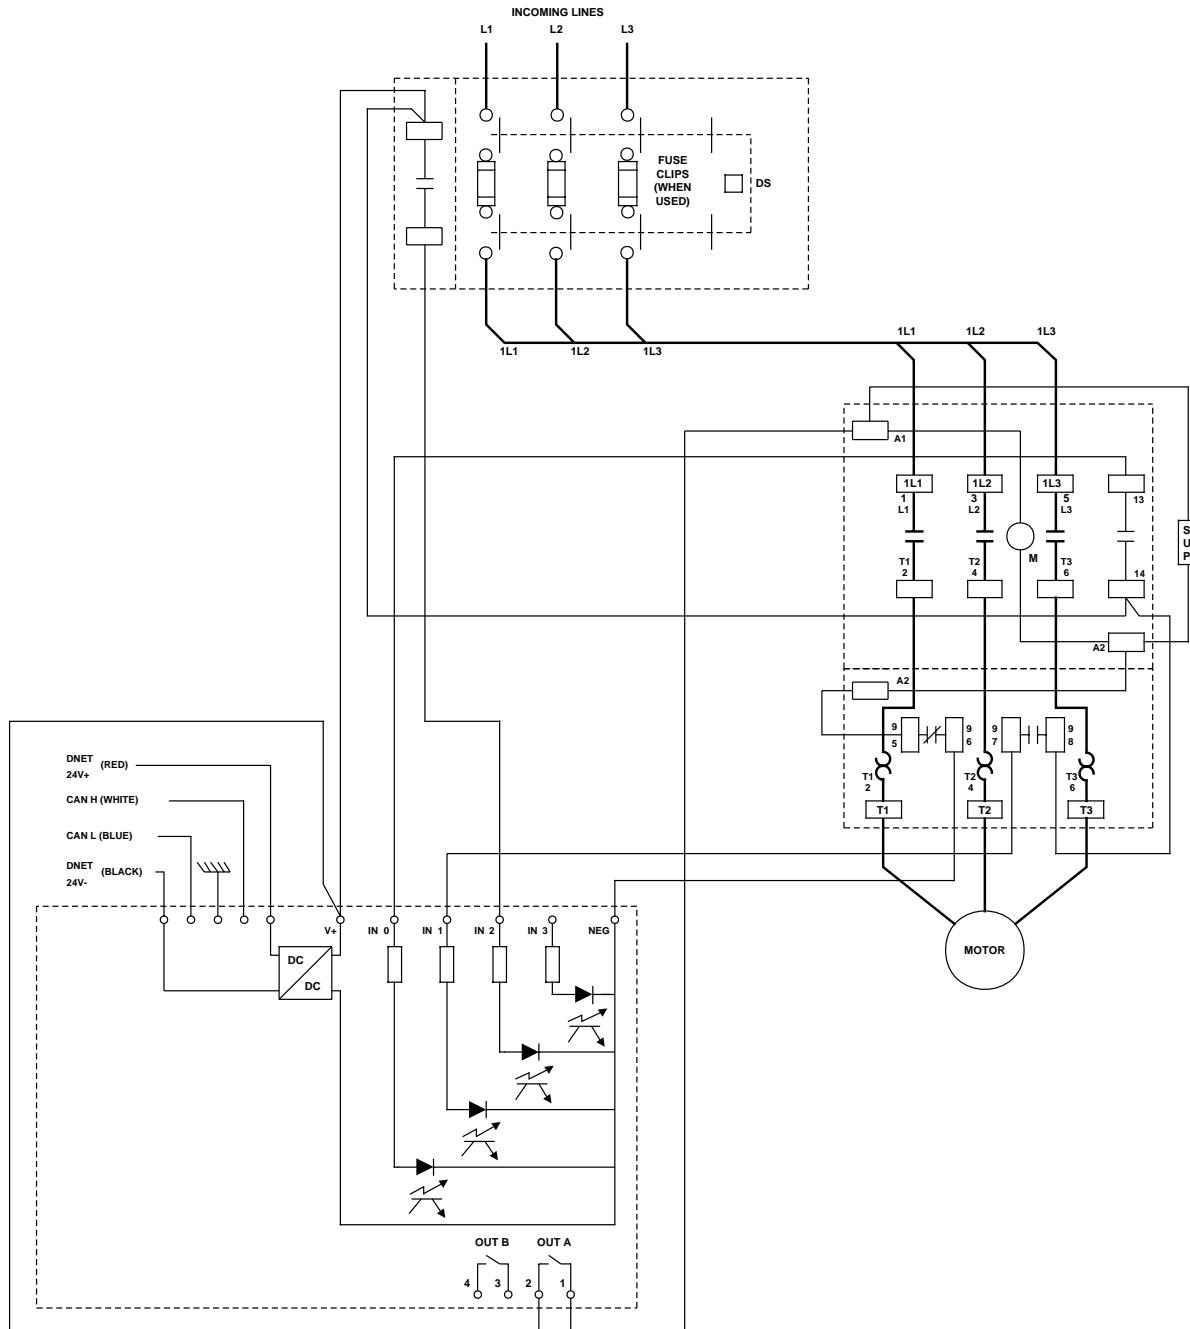 INCOMING LINES
L1 L2 L3
FUSE
CLIPS
(WHEN
USED)
DS
1L1 1L2 1L3
1L1 1L2 1L3
A1
1L1 1L2 1L3
1 3 5 13
L1 L2 L3
M
S
U
P
T1 T2 T3
2 4 6 14
A2
A2
9 9 9 9
5 6 7 8
T1 T2 T3
2 4 6
T1 T2 T3
MOTOR
DNET (RED)
24V+
CAN H (WHITE)
CAN L (BLUE)
DNET (BLACK)
24V-
V+ IN 0 IN 1 IN 2 IN 3 NEG
DC
DC
OUT B OUT A
4 3 2 1